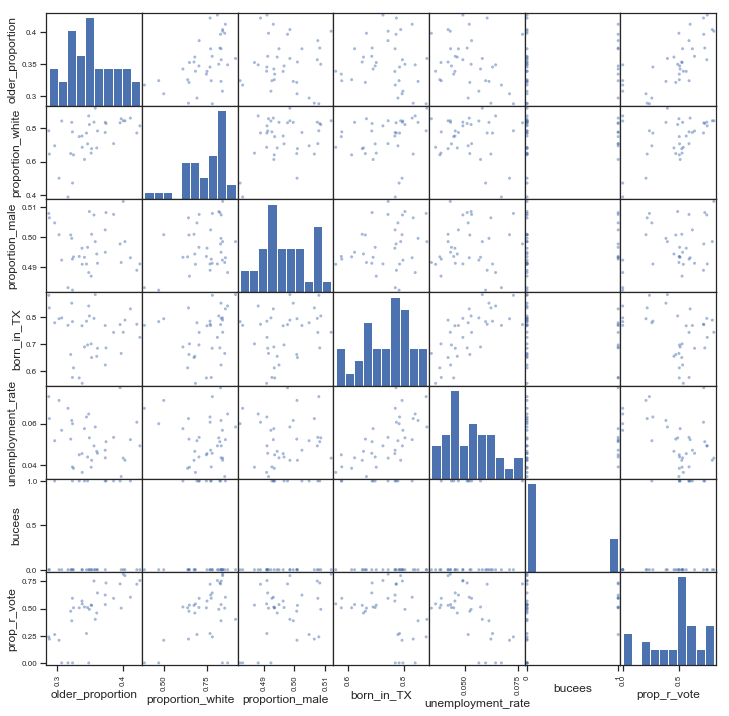 older_proportion
0.4
0.35
0.3
proportion_white
0.8
0.6
0.4
proportion_male
0.51
0.50
0.49
born_in_TX
0.8
0.7
0.6
unemployment_rate
0.06
0.04
bucees
1.0
0.5
0.0
prop_r_vote
0.75
0.50
0.25
0.00
0.3
0.4
older_proportion
0.50
0.75
proportion_white
0.49
0.50
0.51
proportion_male
0.6
0.8
born_in_TX
0.050
0.075
unemployment_rate
0
1
bucees
0.0
0.5
prop_r_vote